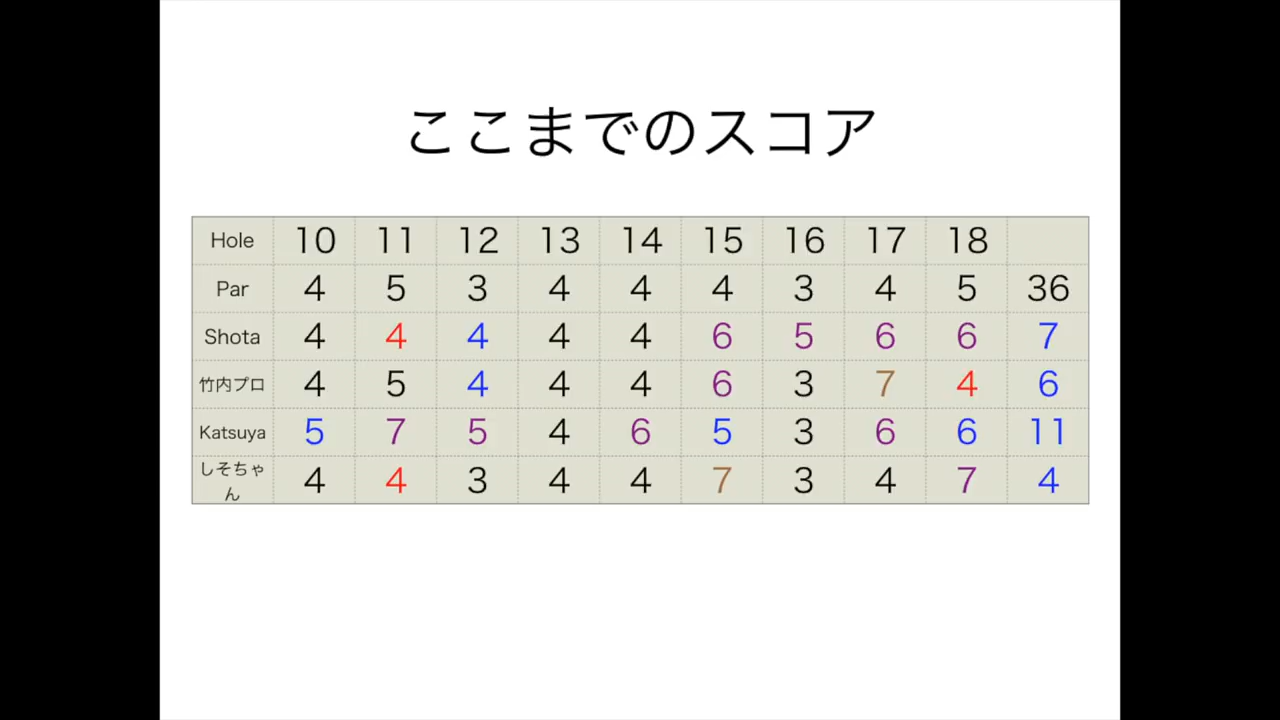 ここまでのスコア
Hole 10 11 12 13 14 15 16 17 18
Par 4 5 3 4 4 4 3 4 5 36
Shota 4 4 4 4 4 6 5 6 6 7
竹内プロ 4 5 4 4 4 6 3 7 4 6
Katsuya 5 7 5 4 6 5 3 6 6 11
しそちゃ
ん 4 4 3 4 4 7 3 4 7 4